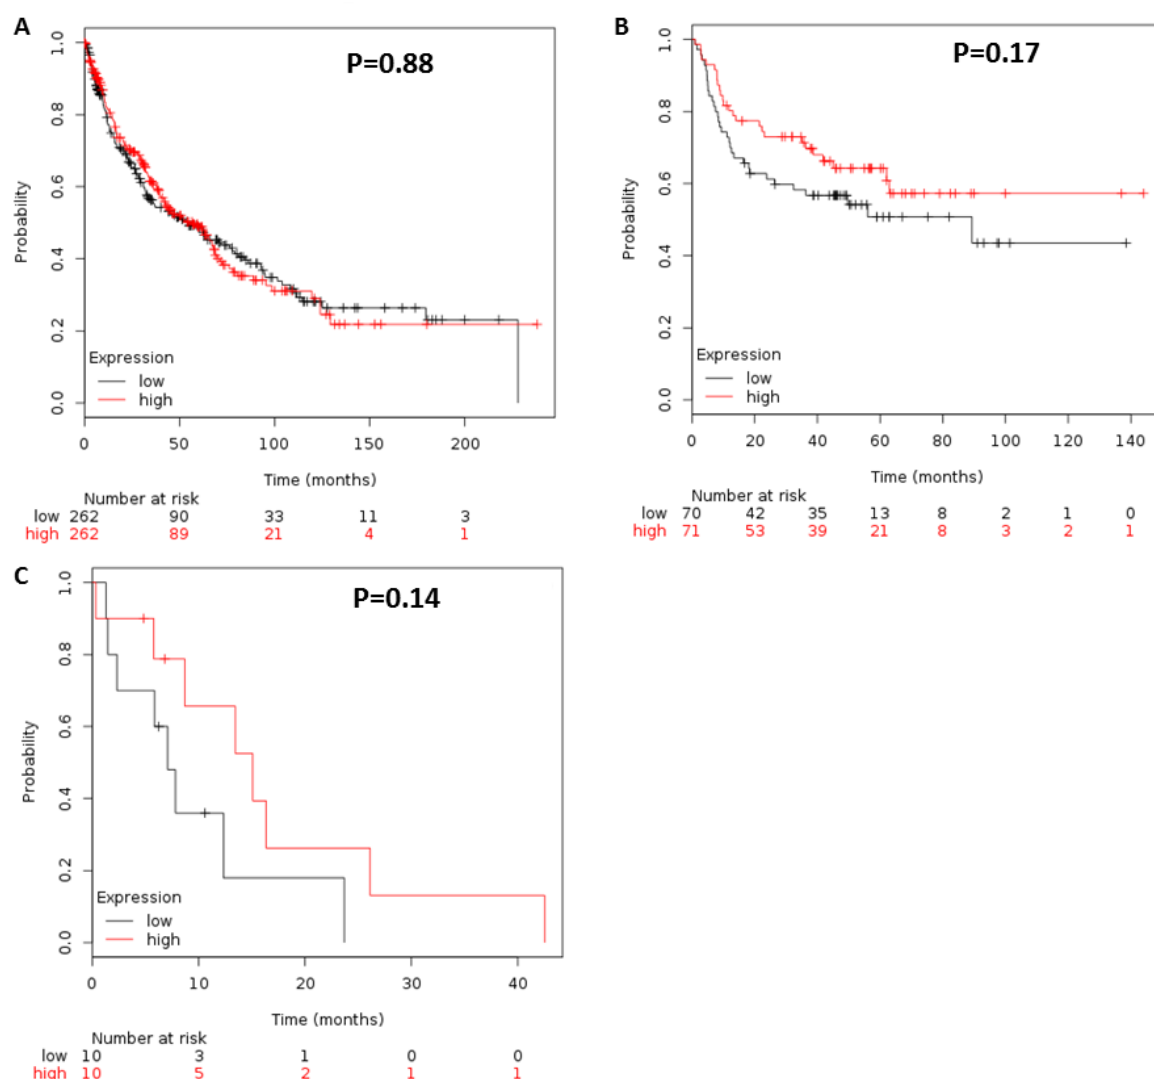 A
P=0.88
Probability
1.0
0.8
0.6
0.4
0.2
0.0
Expression
low
high
0 50 100 150 200
Time (months)
Number at risk
low 262 90 33 11 3
high 262 89 21 4 1
B
P=0.17
Probability
1.0
0.8
0.6
0.4
0.2
0.0
Expression
low
high
0 20 40 60 80 100 120 140
Time (months)
Number at risk
low 70 42 35 13 8 2 1 0
high 71 53 39 21 8 3 2 1
C
P=0.14
Probability
1.0
0.8
0.6
0.4
0.2
0.0
Expression
low
high
0 10 20 30 40
Time (months)
Number at risk
low 10 3 1 0 0
high 10 5 2 1 1